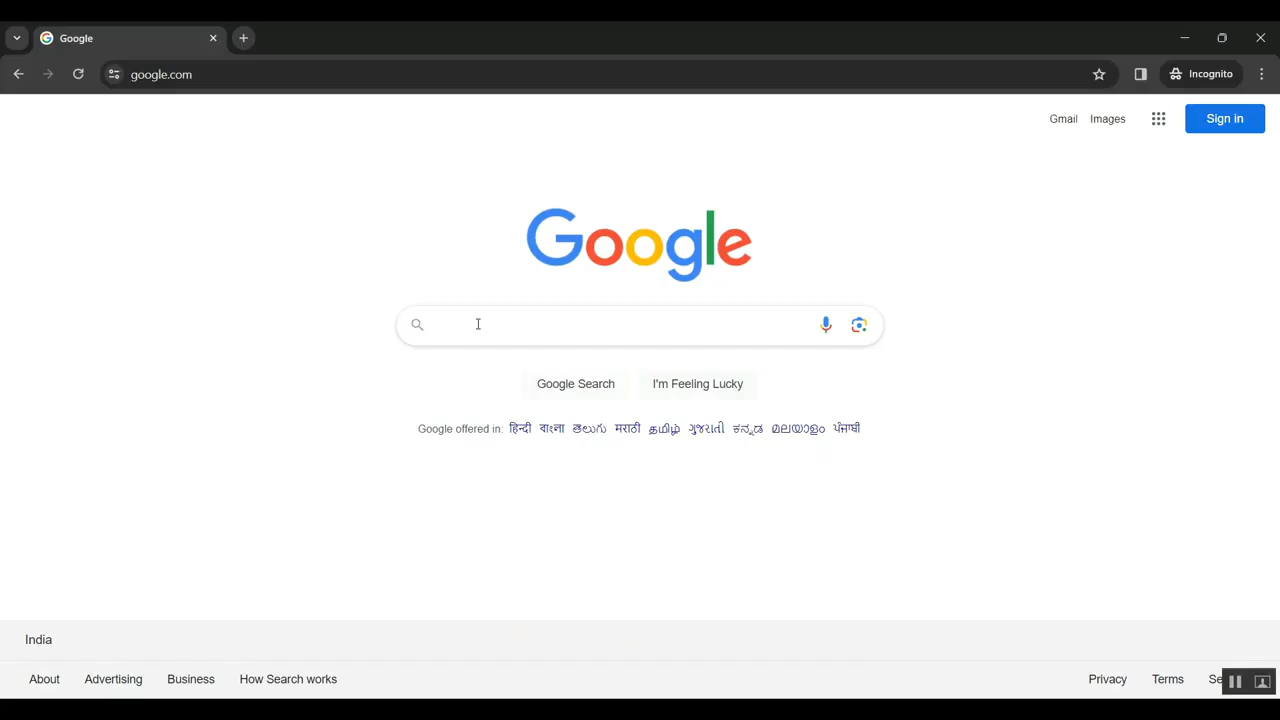 Google
google.com
Incognito
Gmail Images Sign in
Google
Google Search I'm Feeling Lucky
Google offered in: हिन्दी বাংলা తెలుగు मराठी தமிழ் ગુજરાતી ಕನ್ನಡ മലയാളം ਪੰਜਾਬੀ
India
About Advertising Business How Search works Privacy Terms Se